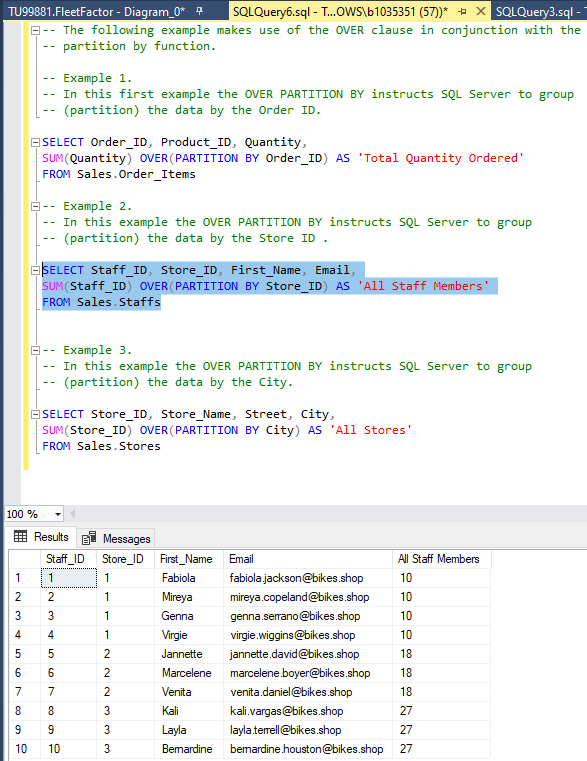 TU99881.FleetFactor - Diagram_0* SQLQuery6.sql - T...OWS\b1035351 (57))* SQLQuery3.sql - T
-- The following example makes use of the OVER clause in conjunction with the
-- partition by function.
-- Example 1.
-- In this first example the OVER PARTITION BY instructs SQL Server to group
-- (partition) the data by the Order ID.
SELECT Order_ID, Product_ID, Quantity,
SUM(Quantity) OVER(PARTITION BY Order_ID) AS 'Total Quantity Ordered'
FROM Sales.Order_Items
-- Example 2.
-- In this example the OVER PARTITION BY instructs SQL Server to group
-- (partition) the data by the Store ID .
SELECT Staff_ID, Store_ID, First_Name, Email,
SUM(Staff_ID) OVER(PARTITION BY Store_ID) AS 'All Staff Members'
FROM Sales.Staffs
-- Example 3.
-- In this example the OVER PARTITION BY instructs SQL Server to group
-- (partition) the data by the City.
SELECT Store_ID, Store_Name, Street, City,
SUM(Store_ID) OVER(PARTITION BY City) AS 'All Stores'
FROM Sales.Stores
100 %
Results Messages
Staff_ID Store_ID First_Name Email All Staff Members
1 1 1 Fabiola fabiola.jackson@bikes.shop 10
2 2 1 Mireya mireya.copeland@bikes.shop 10
3 3 1 Genna genna.serrano@bikes.shop 10
4 4 1 Virgie virgie.wiggins@bikes.shop 10
5 5 2 Jannette jannette.david@bikes.shop 18
6 6 2 Marcelene marcelene.boyer@bikes.shop 18
7 7 2 Venita venita.daniel@bikes.shop 18
8 8 3 Kali kali.vargas@bikes.shop 27
9 9 3 Layla layla.terrell@bikes.shop 27
10 10 3 Bernardine bernardine.houston@bikes.shop 27